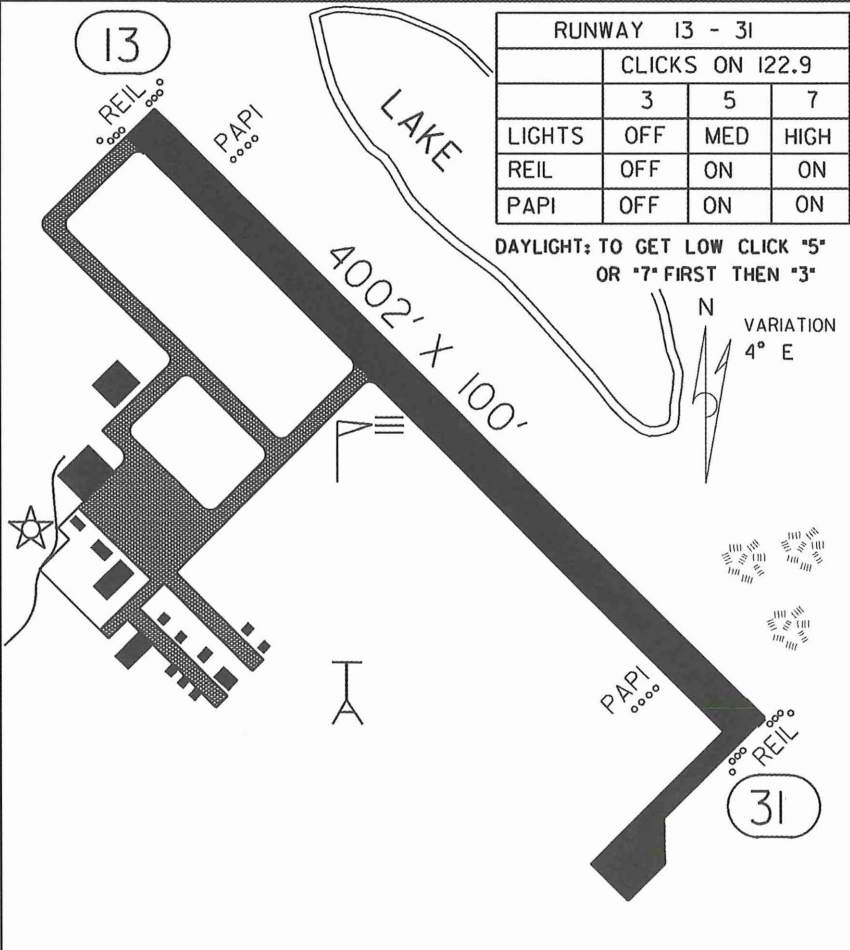 13
REIL
PAPI
LAKE
RUNWAY 13 - 31
CLICKS ON 122.9
3 5 7
LIGHTS OFF MED HIGH
REIL OFF ON ON
PAPI OFF ON ON
DAYLIGHT: TO GET LOW CLICK "5"
OR "7" FIRST THEN "3"
N
VARIATION
4° E
4002' X 100'
PAPI
REIL
31